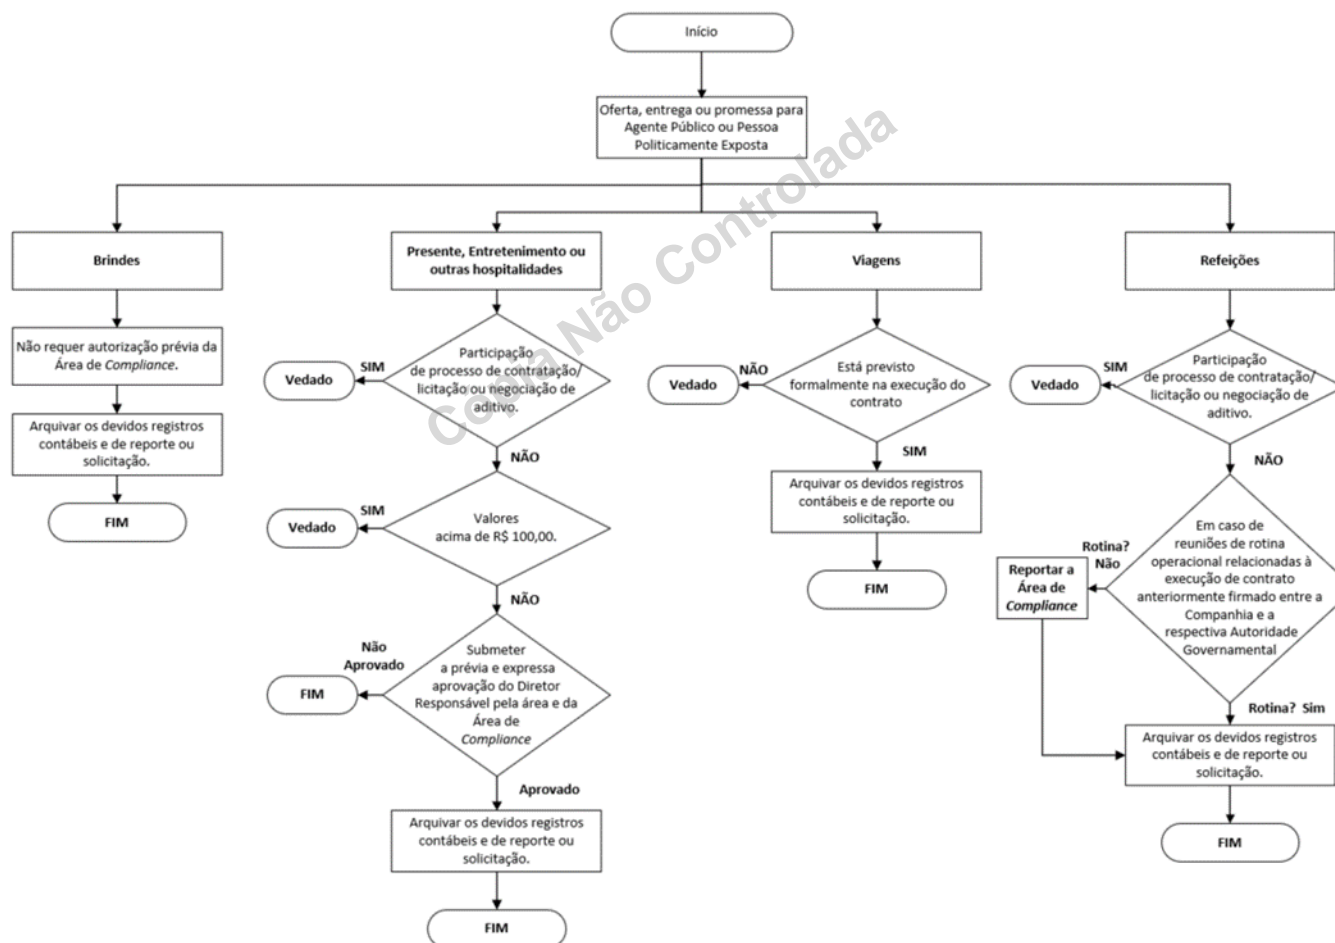 Início
Oferta, entrega ou promessa para
Agente Público ou Pessoa
Politicamente Exposta
Brindes
Não requer autorização prévia da
Área de Compliance.
Arquivar os devidos registros
contábeis e de reporte ou
solicitação.
FIM
Presente, Entretenimento ou
outras hospitalidades
Participação
de processo de contratação/
licitação ou negociação de
aditivo.
SIM
Vedado
NÃO
Valores
acima de R$ 100,00.
SIM
Vedado
NÃO
Submeter
a prévia e expressa
aprovação do Diretor
Responsável pela área e da
Área de
Compliance
Não
Aprovado
FIM
Aprovado
Arquivar os devidos registros
contábeis e de reporte ou
solicitação.
FIM
Viagens
Está previsto
formalmente na execução do
contrato
NÃO
Vedado
SIM
Arquivar os devidos registros
contábeis e de reporte ou
solicitação.
FIM
Refeições
Participação
de processo de contratação/
licitação ou negociação de
aditivo.
SIM
Vedado
NÃO
Em caso de
reuniões de rotina
operacional relacionadas à
execução de contrato
anteriormente firmado entre a
Companhia e a
respectiva Autoridade
Governamental
Rotina?
Não
Reportar a
Área de
Compliance
Rotina? Sim
Arquivar os devidos registros
contábeis e de reporte ou
solicitação.
FIM
Copia Não Controlada